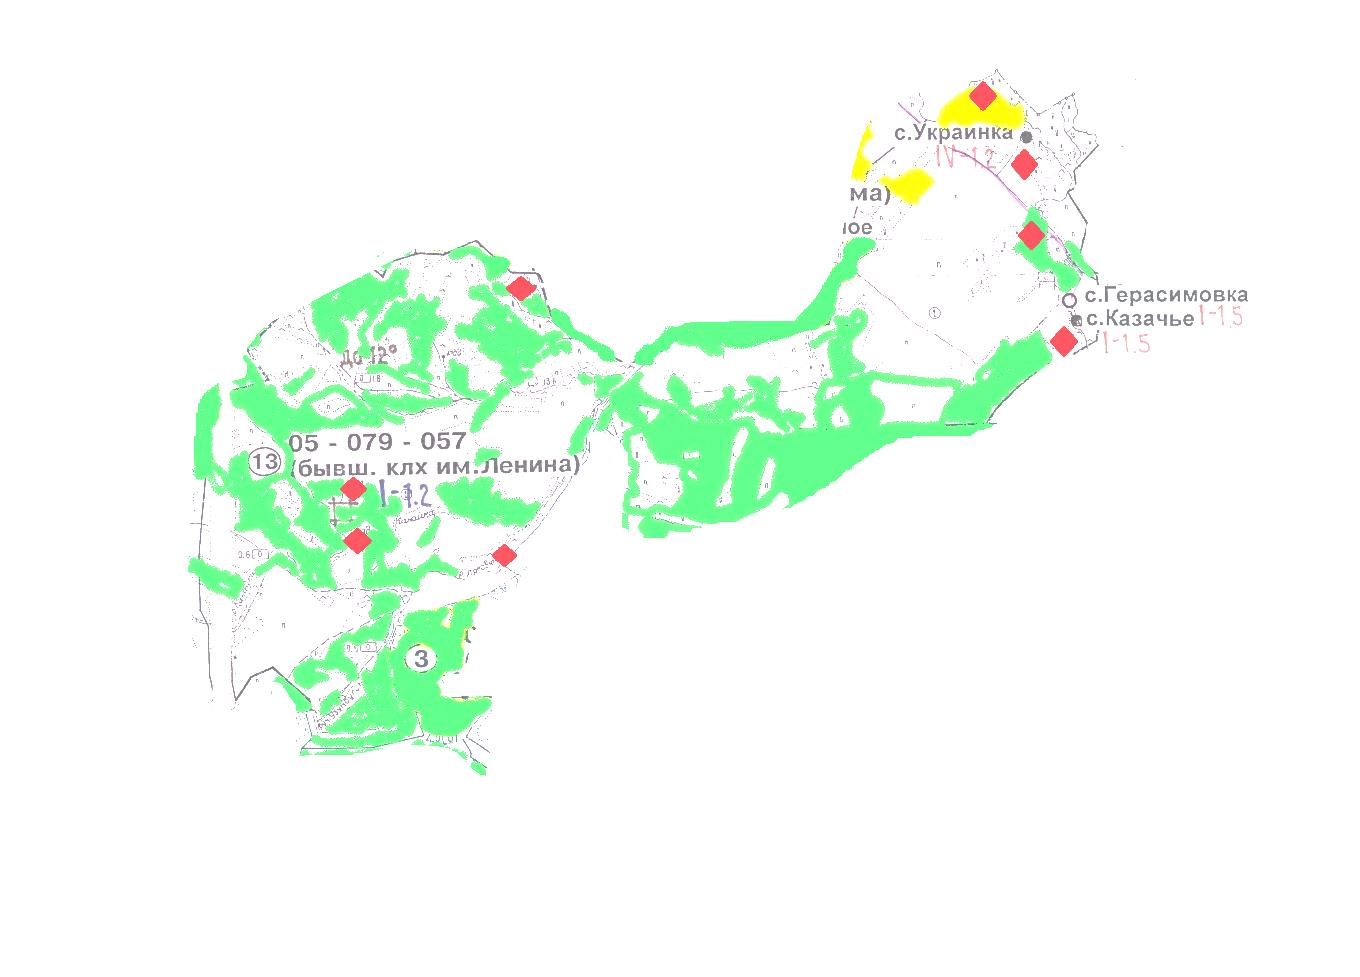 с.Украинка
IV-1.2
ма)
ое
с.Герасимовка
с.Казачье I-1.5
I-1.5
до 12°
05 - 079 - 057
13
(бывш. клх им.Ленина)
I-1.2
3